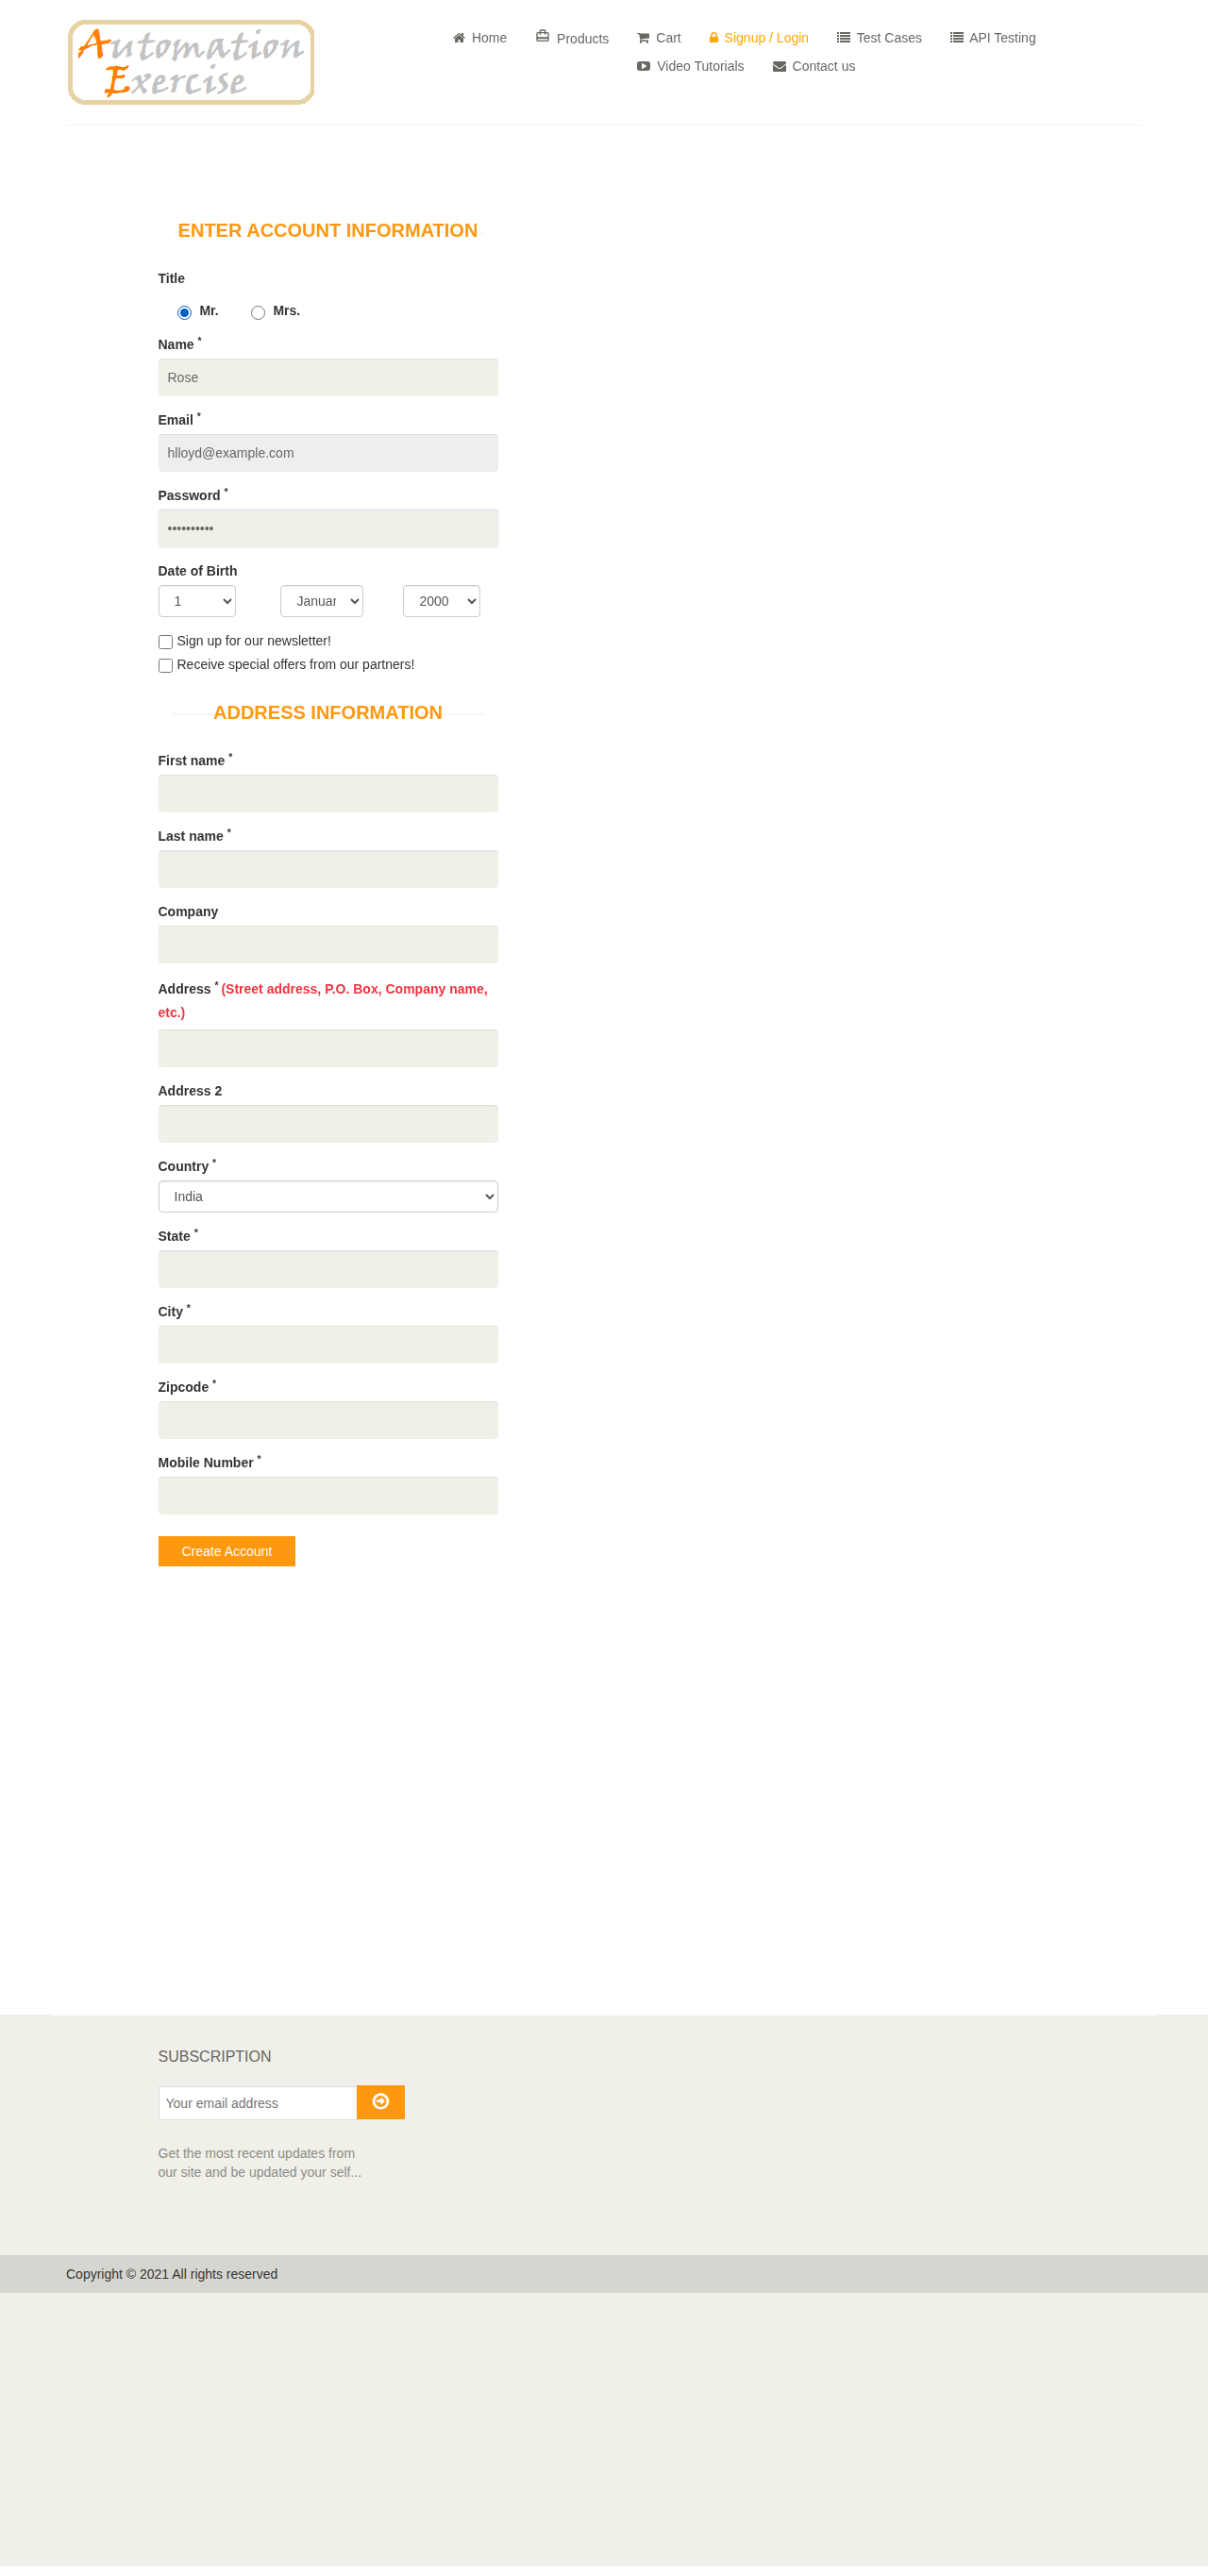 Automation
Exercise
Home Products Cart Signup / Login Test Cases API Testing
Video Tutorials Contact us
ENTER ACCOUNT INFORMATION
Title
Mr. Mrs.
Name *
Rose
Email *
hlloyd@example.com
Password *
••••••••••
Date of Birth
1 Januar 2000
Sign up for our newsletter!
Receive special offers from our partners!
ADDRESS INFORMATION
First name *
Last name *
Company
Address * (Street address, P.O. Box, Company name,
etc.)
Address 2
Country *
India
State *
City *
Zipcode *
Mobile Number *
Create Account
SUBSCRIPTION
Your email address
Get the most recent updates from
our site and be updated your self...
Copyright © 2021 All rights reserved